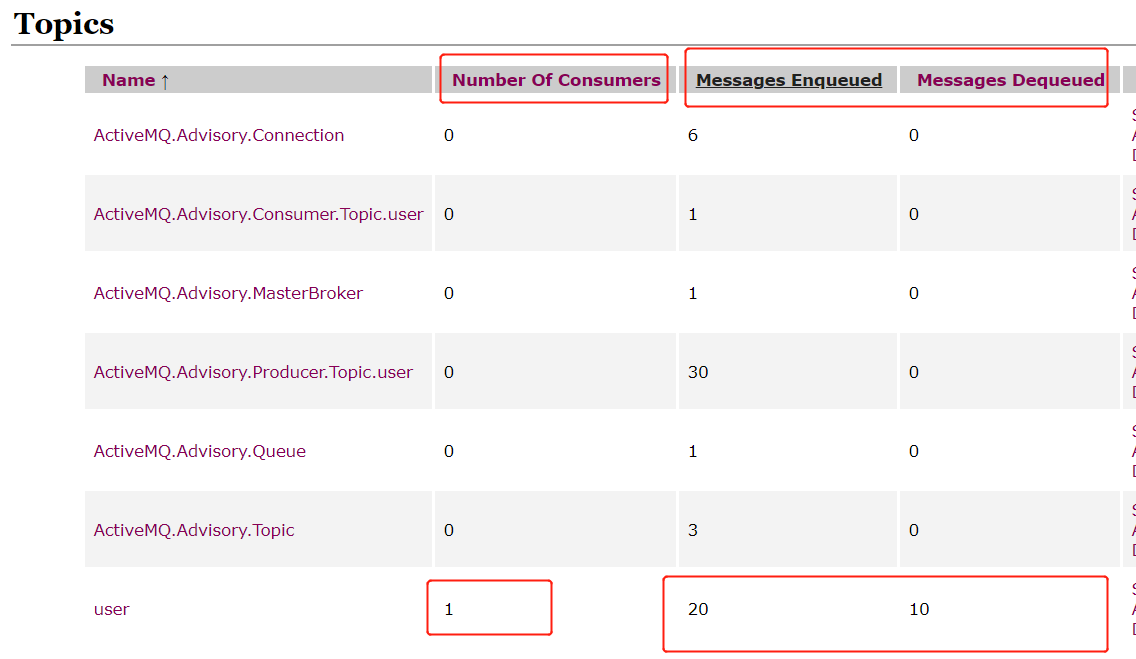 Topics
Name ↑ Number Of Consumers Messages Enqueued Messages Dequeued
ActiveMQ.Advisory.Connection 0 6 0
ActiveMQ.Advisory.Consumer.Topic.user 0 1 0
ActiveMQ.Advisory.MasterBroker 0 1 0
ActiveMQ.Advisory.Producer.Topic.user 0 30 0
ActiveMQ.Advisory.Queue 0 1 0
ActiveMQ.Advisory.Topic 0 3 0
user 1 20 10